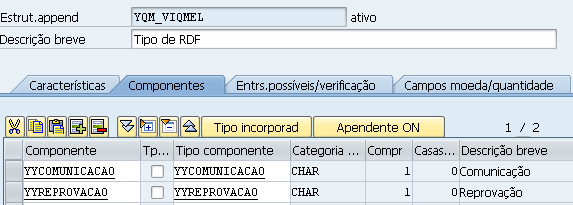 Estrut.append YQM_VIQMEL ativo
Descrição breve Tipo de RDF
Características Componentes Entrs.possíveis/verificação Campos moeda/quantidade
Tipo incorporad Apendente ON 1 / 2
Componente Tp... Tipo componente Categoria ... Compr Casas... Descrição breve
YYCOMUNICACAO YYCOMUNICACAO CHAR 1 0 Comunicação
YYREPROVACAO YYREPROVACAO CHAR 1 0 Reprovação